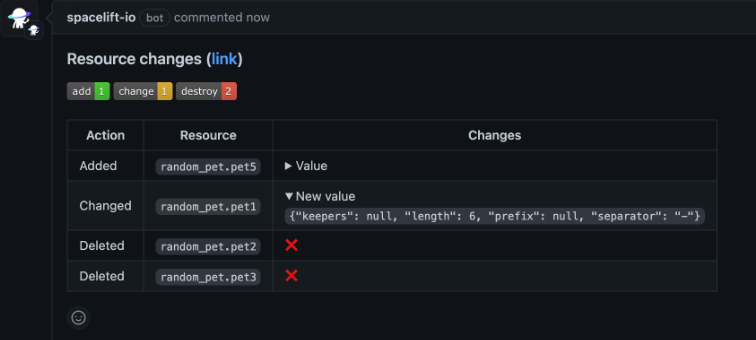 spacelift-io bot commented now
Resource changes (link)
add 1 change 1 destroy 2
Action Resource Changes
Added random_pet.pet5 ▶ Value
Changed random_pet.pet1 ▼ New value
{"keepers": null, "length": 6, "prefix": null, "separator": "-"}
Deleted random_pet.pet2 ❌
Deleted random_pet.pet3 ❌